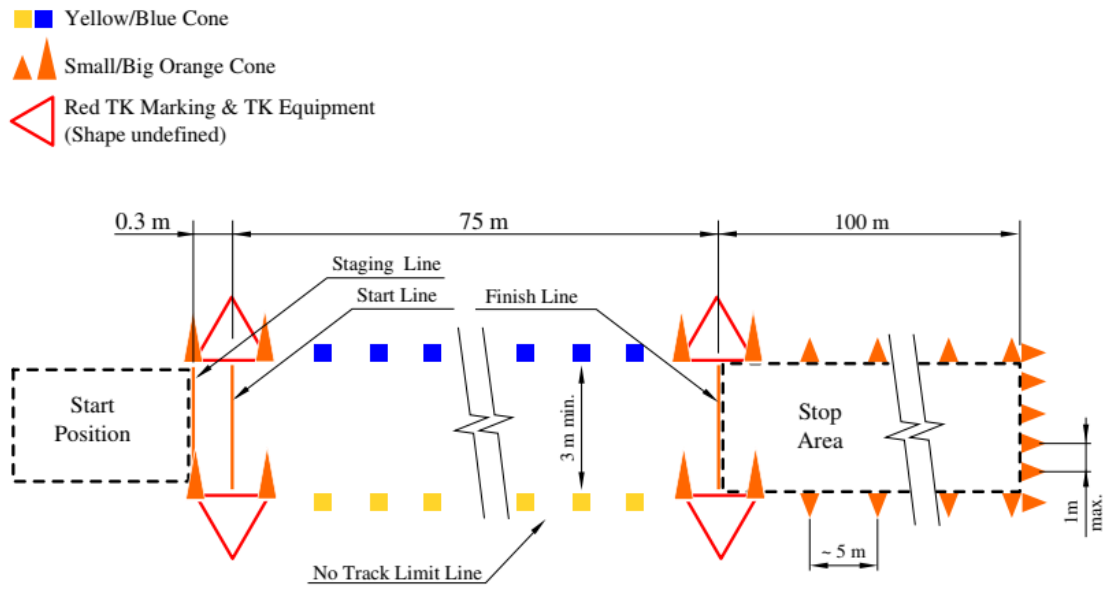 Yellow/Blue Cone
Small/Big Orange Cone
Red TK Marking & TK Equipment
(Shape undefined)
0.3 m
75 m
100 m
Staging Line
Start Line
Finish Line
Start
Position
3 m min.
Stop
Area
1m
max.
~ 5 m
No Track Limit Line